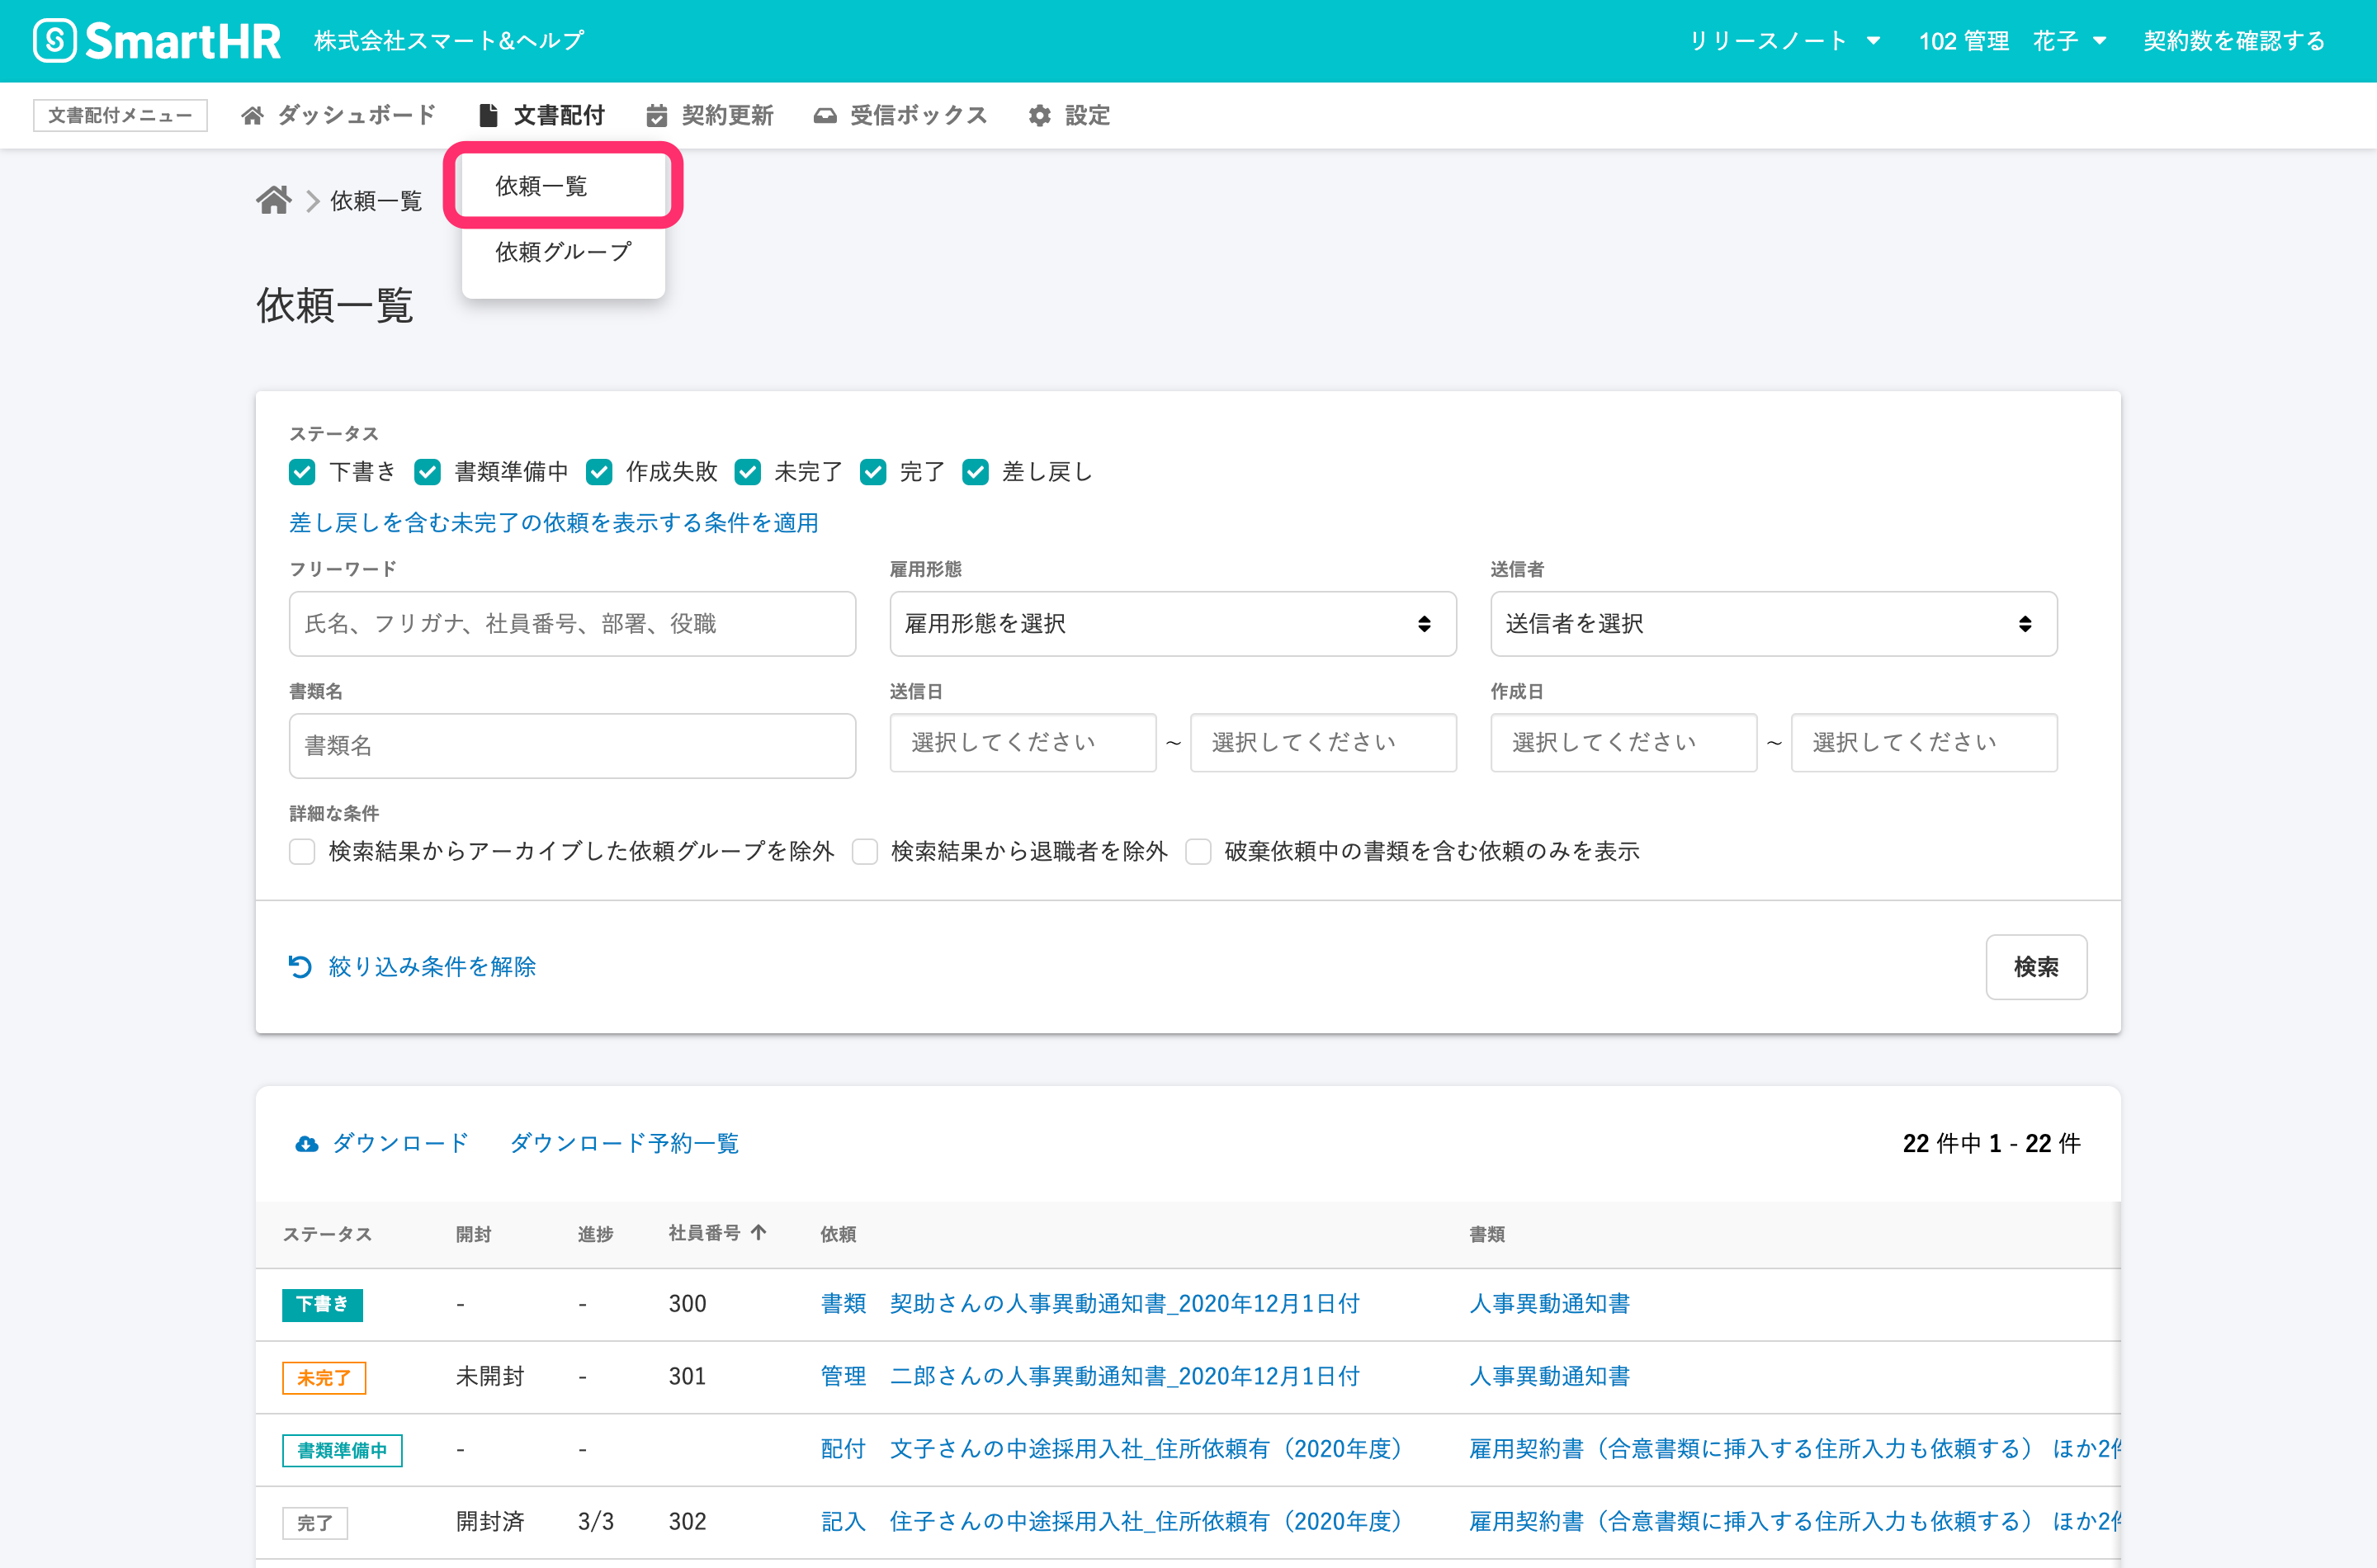 SmartHR 株式会社スマート&ヘルプ リリースノート 102 管理 花子 契約数を確認する
文書配付メニュー ダッシュボード 文書配付 契約更新 受信ボックス 設定
依頼一覧
依頼一覧
依頼グループ
依頼一覧
ステータス
下書き 書類準備中 作成失敗 未完了 完了 差し戻し
差し戻しを含む未完了の依頼を表示する条件を適用
フリーワード 雇用形態 送信者
氏名、フリガナ、社員番号、部署、役職 雇用形態を選択 送信者を選択
書類名 送信日 作成日
書類名 選択してください ~ 選択してください 選択してください ~ 選択してください
詳細な条件
検索結果からアーカイブした依頼グループを除外 検索結果から退職者を除外 破棄依頼中の書類を含む依頼のみを表示
絞り込み条件を解除 検索
ダウンロード ダウンロード予約一覧 22 件中 1 - 22 件
ステータス 開封 進捗 社員番号 依頼 書類
下書き - - 300 書類 契助さんの人事異動通知書_2020年12月1日付 人事異動通知書
未完了 未開封 - 301 管理 二郎さんの人事異動通知書_2020年12月1日付 人事異動通知書
書類準備中 - - 配付 文子さんの中途採用入社_住所依頼有（2020年度） 雇用契約書（合意書類に挿入する住所入力も依頼する） ほか2件
完了 開封済 3/3 302 記入 住子さんの中途採用入社_住所依頼有（2020年度） 雇用契約書（合意書類に挿入する住所入力も依頼する） ほか2件